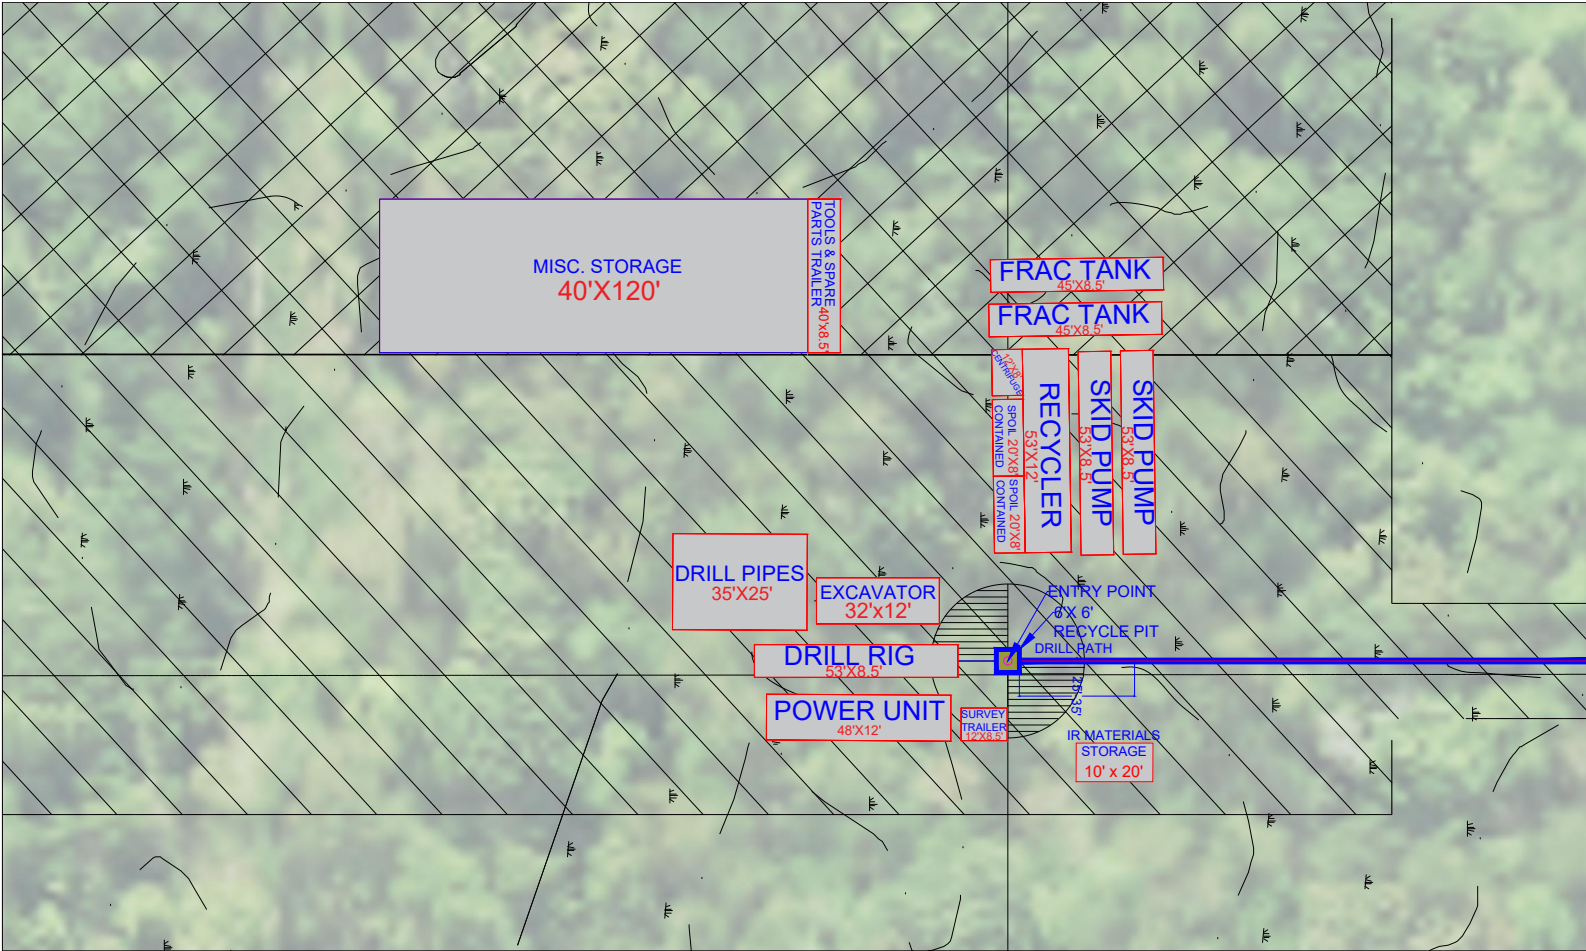 MISC. STORAGE
40'X120'
TOOLS & SPARE
PARTS TRAILER
40'x8.5'
FRAC TANK
45'X8.5'
FRAC TANK
45'X8.5'
12'X8'
CENTRIFUGE
SPOIL 20'X8'
CONTAINED
SPOIL 20'X8'
CONTAINED
RECYCLER
53'X12'
SKID PUMP
53'X8.5'
SKID PUMP
53'X8.5'
DRILL PIPES
35'X25'
EXCAVATOR
32'x12'
ENTRY POINT
6'X 6'
RECYCLE PIT
DRILL PATH
DRILL RIG
53'X8.5'
POWER UNIT
48'X12'
SURVEY
TRAILER
12'X8.5'
25'-35'
IR MATERIALS
STORAGE
10' x 20'